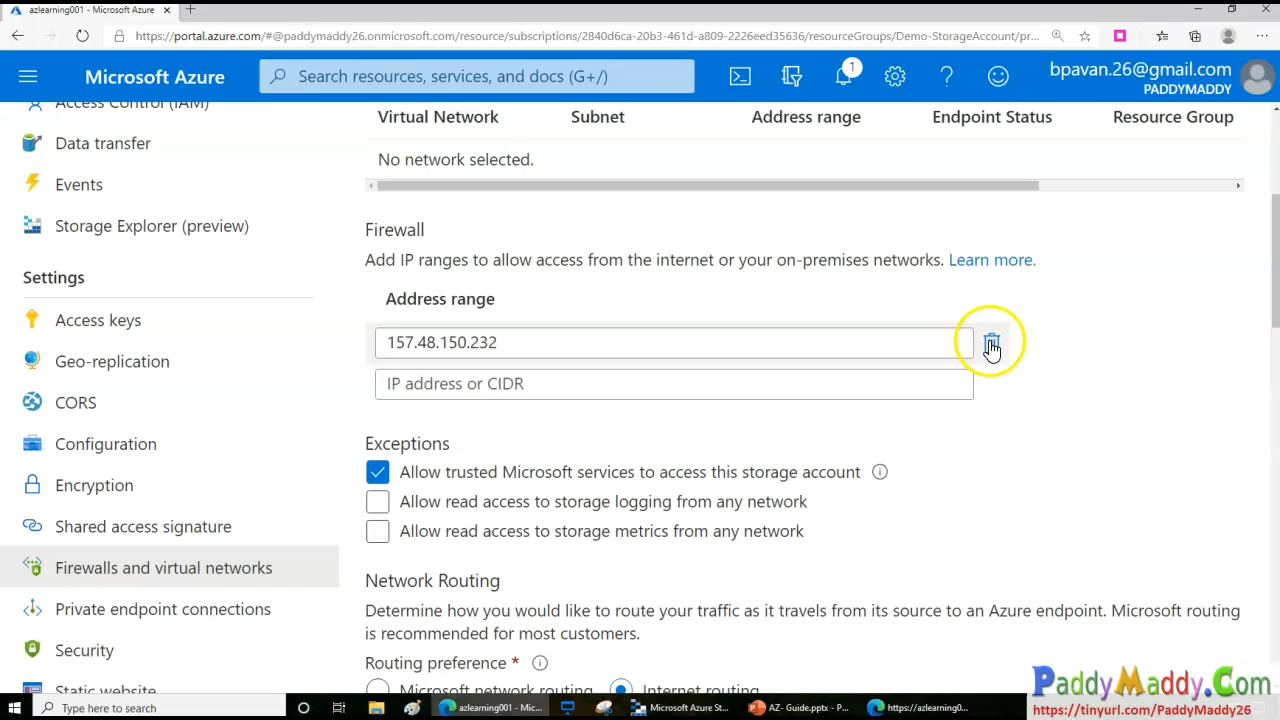 azlearning001 - Microsoft Azure
https://portal.azure.com/#@paddymaddy26.onmicrosoft.com/resource/subscriptions/2840d6ca-20b3-461d-a809-2226eed35636/resourceGroups/Demo-StorageAccount/pr...
Microsoft Azure
Search resources, services, and docs (G+/)
1
bpavan.26@gmail.com
PADDYMADDY
Access Control (IAM)
Data transfer
Events
Storage Explorer (preview)
Settings
Access keys
Geo-replication
CORS
Configuration
Encryption
Shared access signature
Firewalls and virtual networks
Private endpoint connections
Security
Static website
Virtual Network Subnet Address range Endpoint Status Resource Group
No network selected.
Firewall
Add IP ranges to allow access from the internet or your on-premises networks. Learn more.
Address range
157.48.150.232
IP address or CIDR
Exceptions
Allow trusted Microsoft services to access this storage account
Allow read access to storage logging from any network
Allow read access to storage metrics from any network
Network Routing
Determine how you would like to route your traffic as it travels from its source to an Azure endpoint. Microsoft routing
is recommended for most customers.
Routing preference *
Microsoft network routing Internet routing
PaddyMaddy.Com
https://tinyurl.com/PaddyMaddy26
Type here to search
azlearning001 - Mic...
Microsoft Azure St...
AZ- Guide.pptx - P...
https://azlearning0...